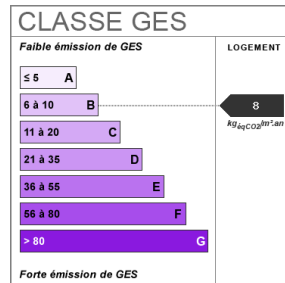 CLASSE GES
Faible émission de GES
LOGEMENT
≤ 5 A
6 à 10 B
8
kgéqCO2/m².an
11 à 20 C
21 à 35 D
36 à 55 E
56 à 80 F
> 80 G
Forte émission de GES